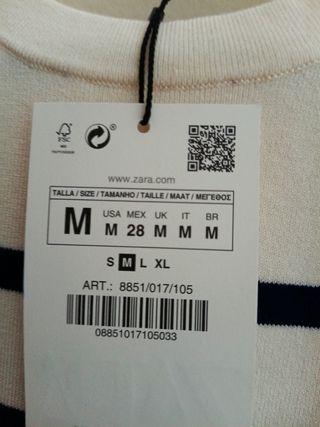 FSC
www.zara.com
TALLA / SIZE / TAMANHO / TAILLE / MAAT / ΜΕΓΕΘΟΣ
M
USA MEX UK IT BR
M 28 M M M
S M L XL
ART.: 8851/017/105
08851017105033